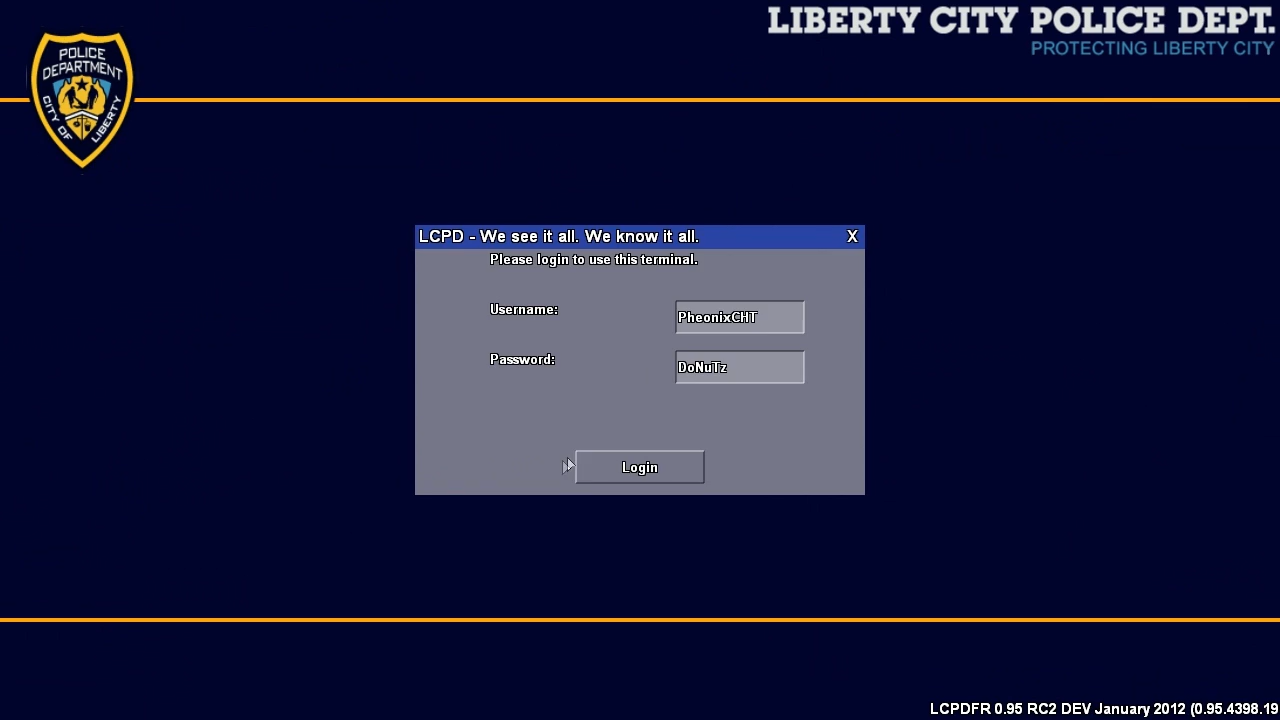 LIBERTY CITY POLICE DEPT.
PROTECTING LIBERTY CITY
POLICE
DEPARTMENT
CITY OF LIBERTY
LCPD - We see it all. We know it all. X
Please login to use this terminal.
Username: PheonixCHT
Password: DoNuTz
Login
LCPDFR 0.95 RC2 DEV January 2012 (0.95.4398.19